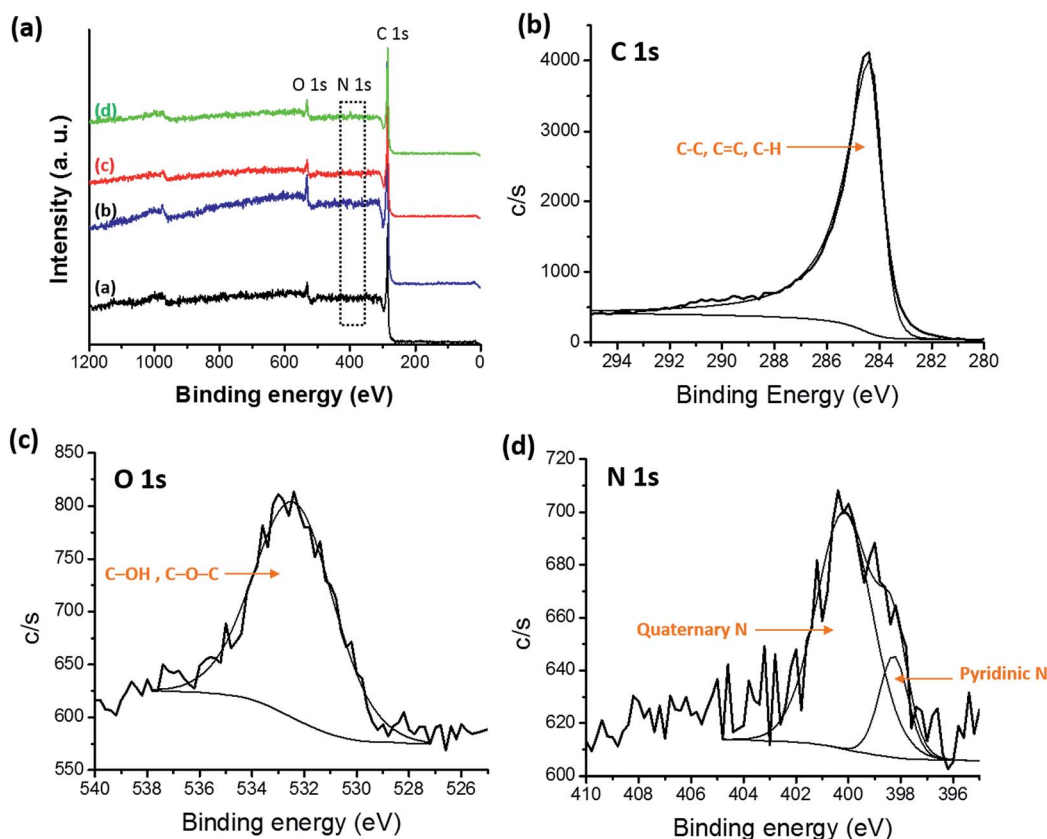 (a)
C 1s
O 1s N 1s
(d)
(c)
(b)
(a)
Intensity (a. u.)
1200 1000 800 600 400 200 0
Binding energy (eV)
(b)
C 1s
C-C, C=C, C-H
c/s
4000
3000
2000
1000
0
294 292 290 288 286 284 282 280
Binding Energy (eV)
(c)
O 1s
C–OH , C–O–C
c/s
850
800
750
700
650
600
550
540 538 536 534 532 530 528 526
Binding energy (eV)
(d)
N 1s
Quaternary N
Pyridinic N
c/s
720
700
680
660
640
620
600
410 408 406 404 402 400 398 396
Binding energy (eV)